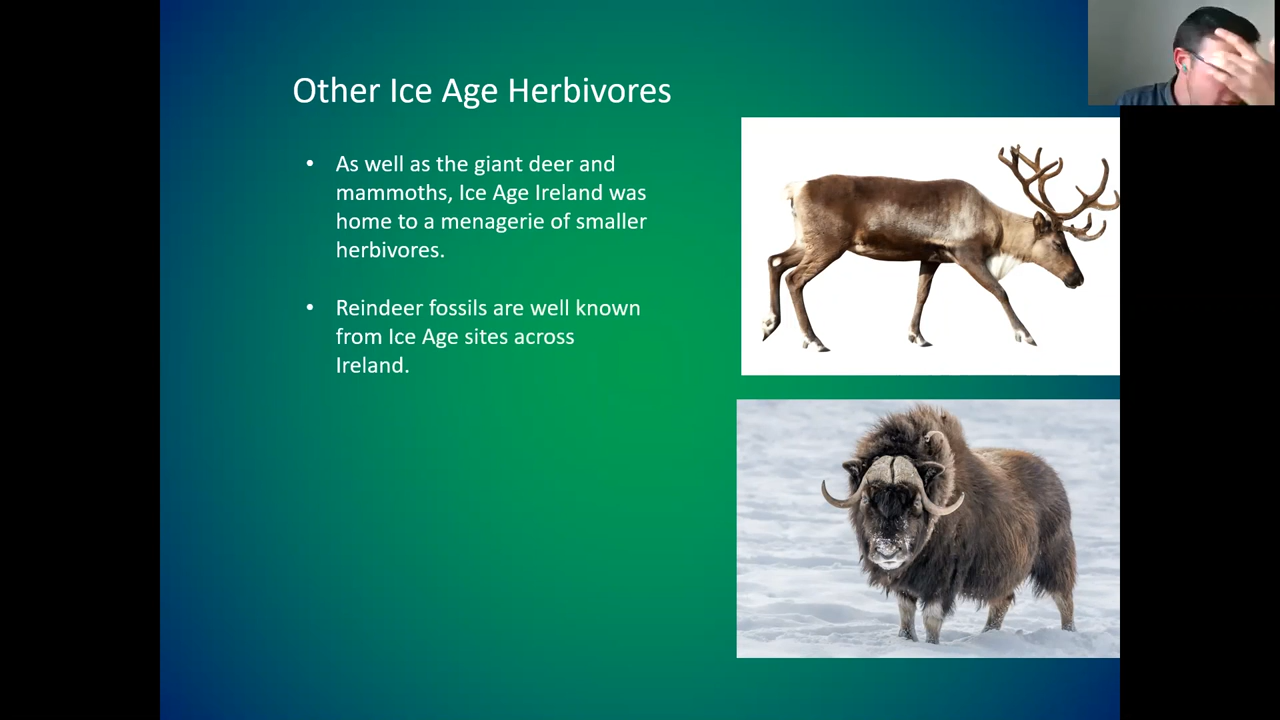 Other Ice Age Herbivores
• As well as the giant deer and
mammoths, Ice Age Ireland was
home to a menagerie of smaller
herbivores.
• Reindeer fossils are well known
from Ice Age sites across
Ireland.